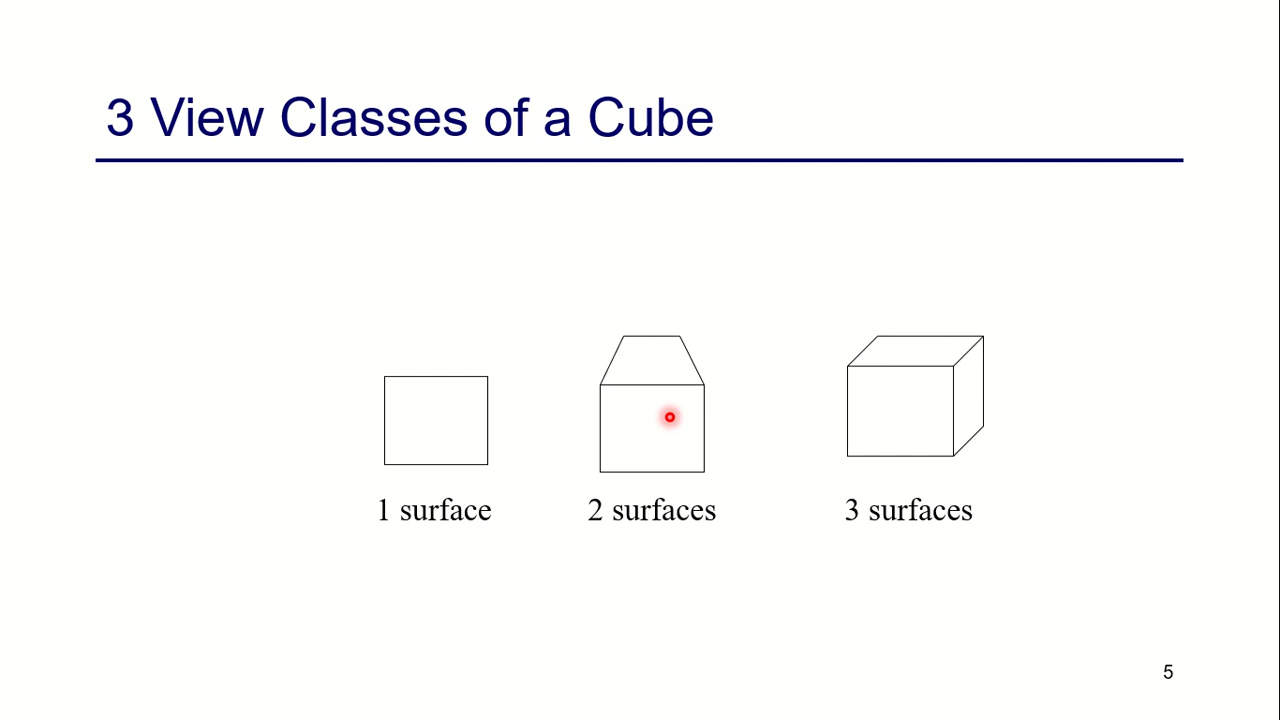 3 View Classes of a Cube
1 surface
2 surfaces
3 surfaces
5